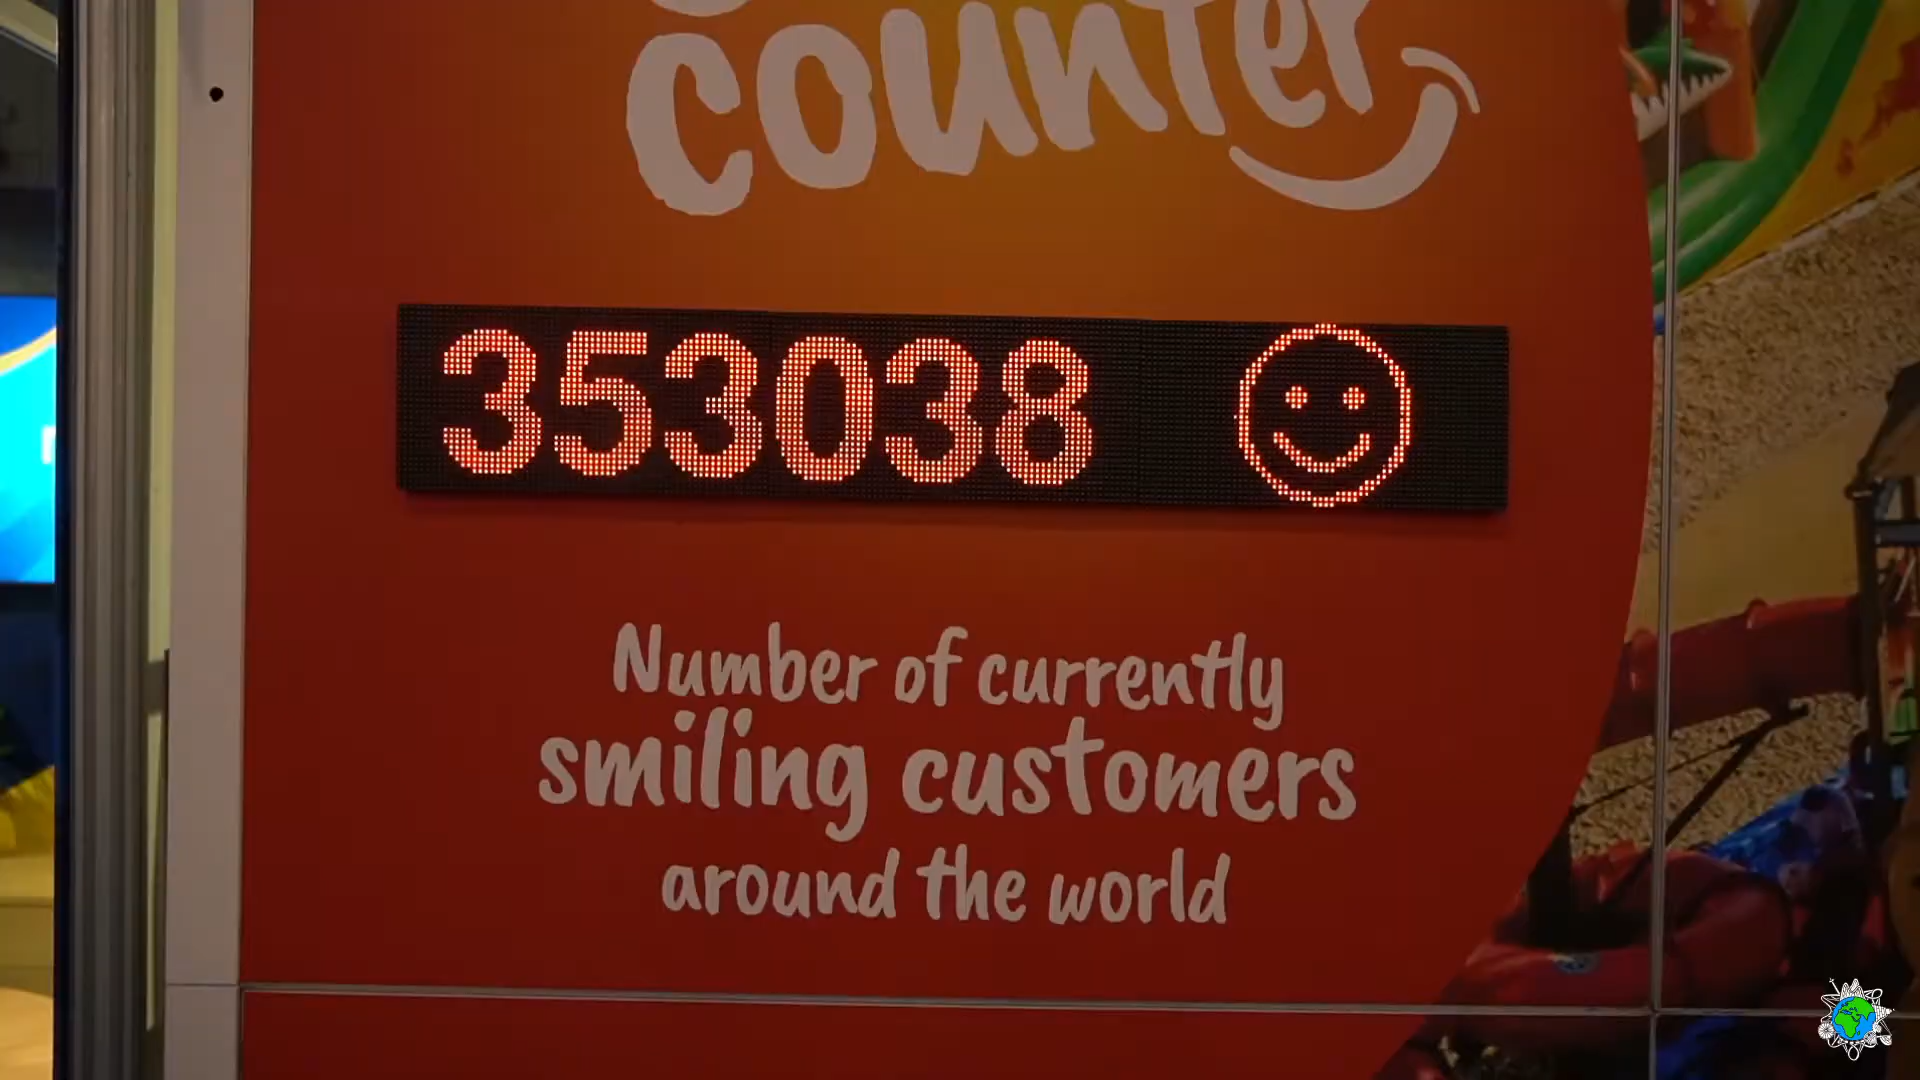 counter
353038
Number of currently
smiling customers
around the world